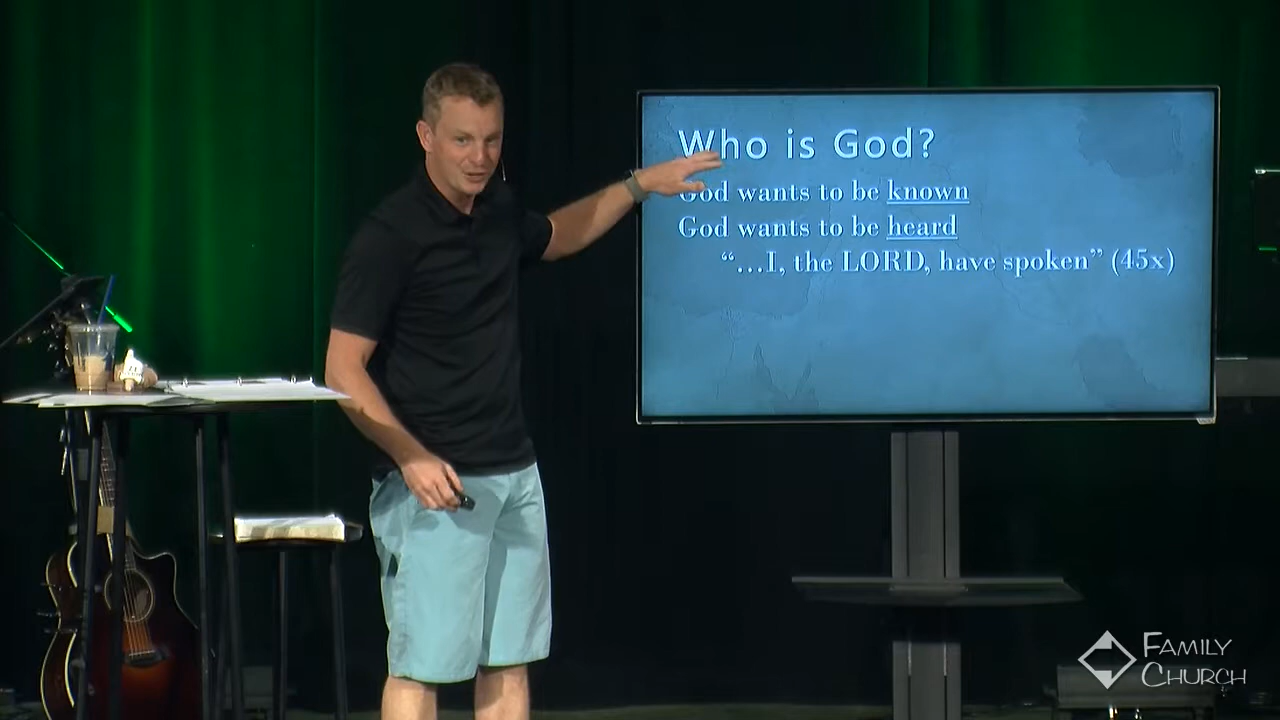 Who is God?
God wants to be known
God wants to be heard
“...I, the LORD, have spoken” (45x)
FAMILY
CHURCH